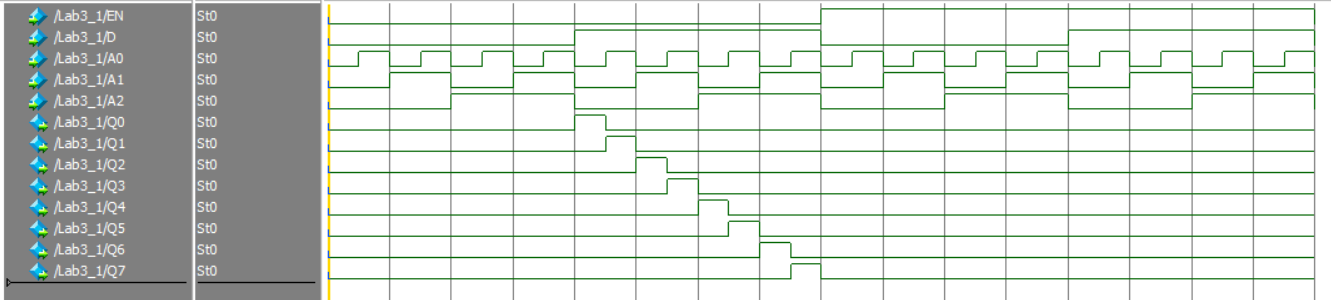 /Lab3_1/EN St0
/Lab3_1/D St0
/Lab3_1/A0 St0
/Lab3_1/A1 St0
/Lab3_1/A2 St0
/Lab3_1/Q0 St0
/Lab3_1/Q1 St0
/Lab3_1/Q2 St0
/Lab3_1/Q3 St0
/Lab3_1/Q4 St0
/Lab3_1/Q5 St0
/Lab3_1/Q6 St0
/Lab3_1/Q7 St0